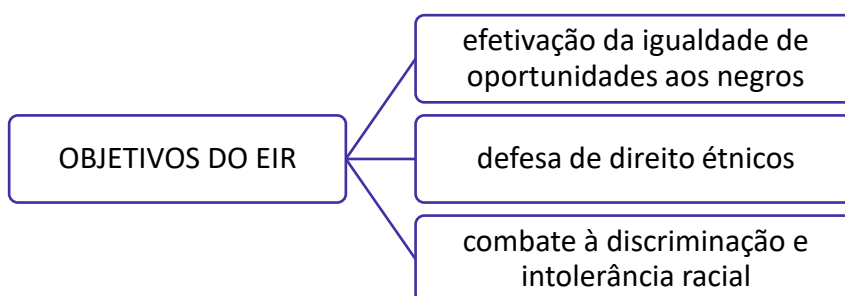 efetivação da igualdade de
oportunidades aos negros
OBJETIVOS DO EIR
defesa de direito étnicos
combate à discriminação e
intolerância racial